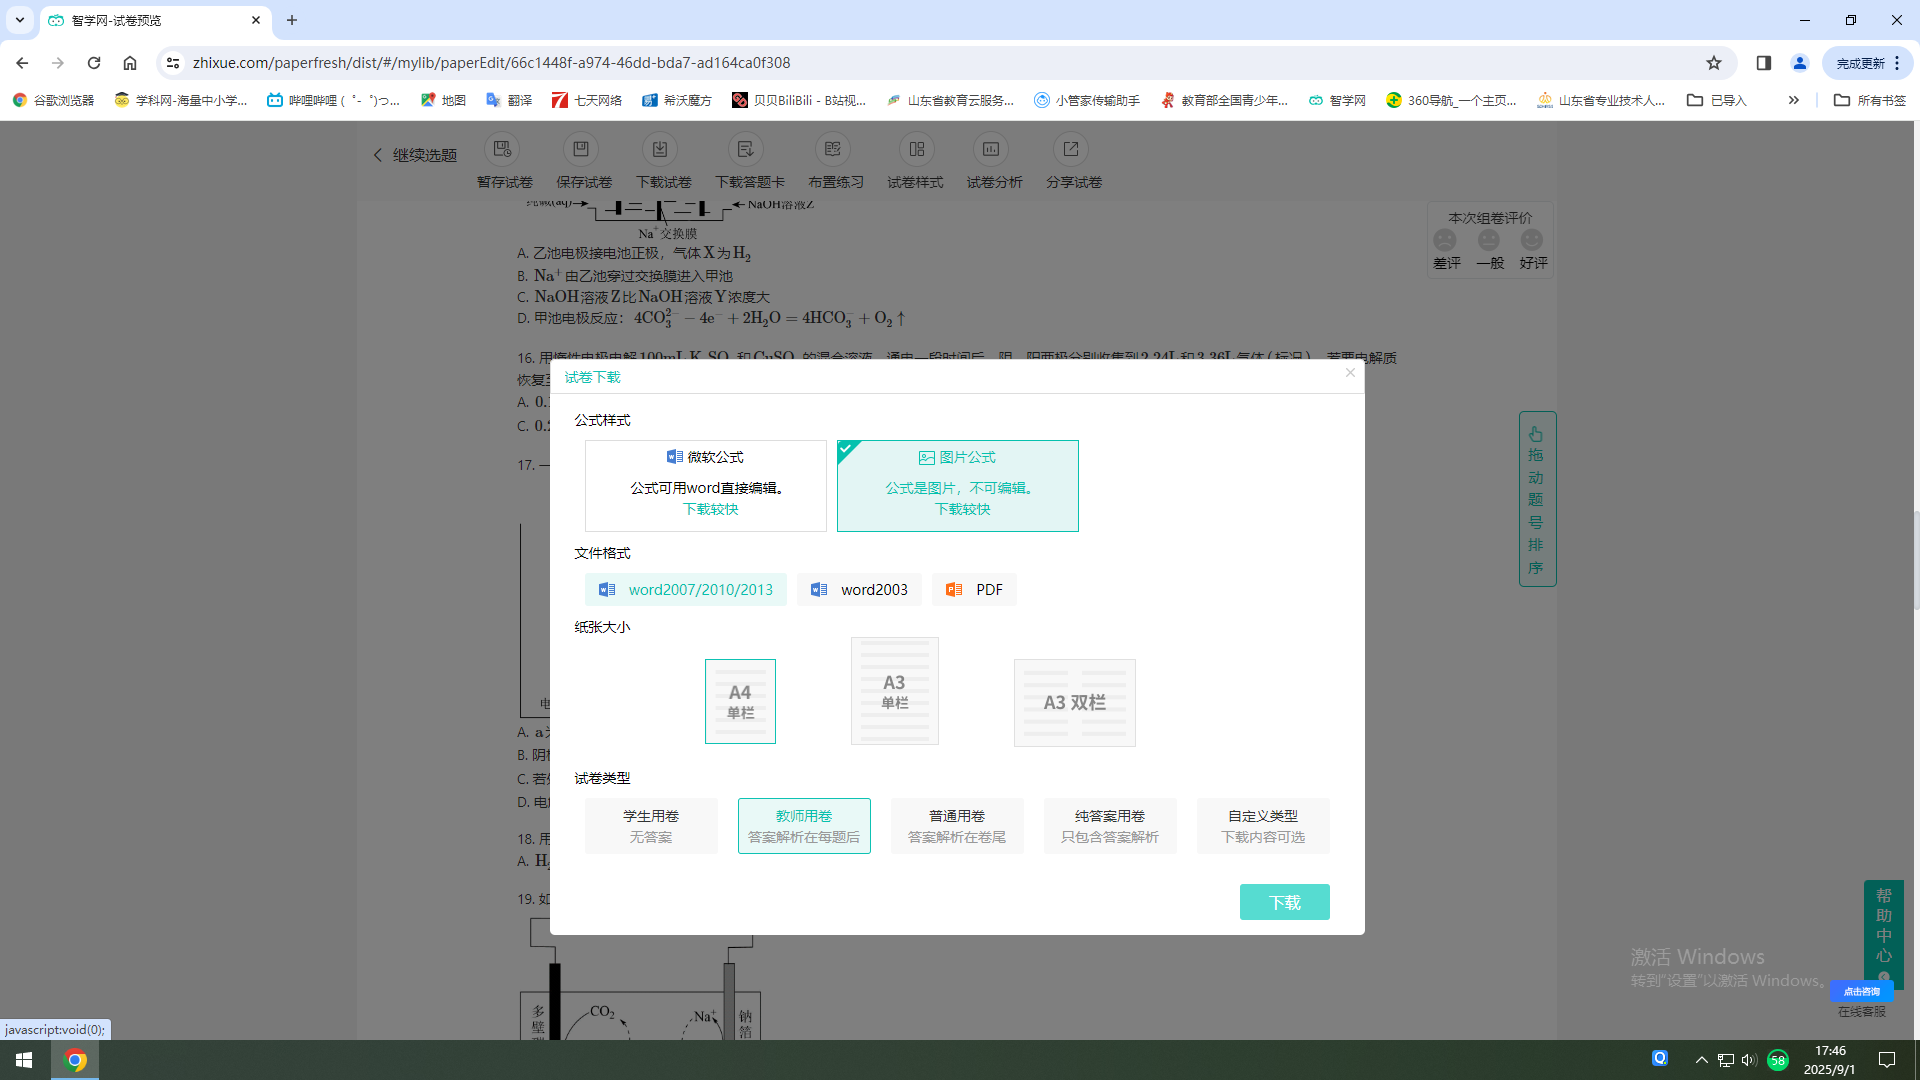 智学网-试卷预览
zhixue.com/paperfresh/dist/#/mylib/paperEdit/66c1448f-a974-46dd-bda7-ad164ca0f308
完成更新
谷歌浏览器 学科网-海量中小学... 哔哩哔哩 ( ゜- ゜)つ... 地图 翻译 七天网络 希沃魔方 贝贝BiliBili - B站视... 山东省教育云服务... 小管家传输助手 教育部全国青少年... 智学网 360导航_一个主页... 山东省专业技术人... 已导入 » 所有书签
继续选题
暂存试卷 保存试卷 下载试卷 下载答题卡 布置练习 试卷样式 试卷分析 分享试卷
NaOH溶液Z
Na⁺交换膜
本次组卷评价
差评 一般 好评
A. 乙池电极接电池正极，气体X为H₂
B. Na⁺由乙池穿过交换膜进入甲池
C. NaOH溶液Z比NaOH溶液Y浓度大
D. 甲池电极反应：4CO₃²⁻ − 4e⁻ + 2H₂O = 4HCO₃⁻ + O₂↑
16. 用惰性电极电解100mL K₂SO₄和CuSO₄的混合溶液，通电一段时间后，阴、阳两极分别收集到2.24L和3.36L气体(标况)，若要电解质
恢复至
A. 0.
C. 0.2
17. 一
试卷下载
公式样式
微软公式
公式可用word直接编辑。
下载较快
图片公式
公式是图片，不可编辑。
下载较快
文件格式
word2007/2010/2013 word2003 PDF
纸张大小
A4
单栏
A3
单栏
A3 双栏
试卷类型
学生用卷
无答案
教师用卷
答案解析在每题后
普通用卷
答案解析在卷尾
纯答案用卷
只包含答案解析
自定义类型
下载内容可选
下载
拖
动
题
号
排
序
电
A. a为
B. 阴
C. 若
D. 电
18. 用
A. H₂
19. 如
多
壁
CO₂
Na⁺
钠
箔
帮
助
中
心
激活 Windows
转到"设置"以激活 Windows。
点击咨询
在线客服
javascript:void(0);
58
17:46
2025/9/1